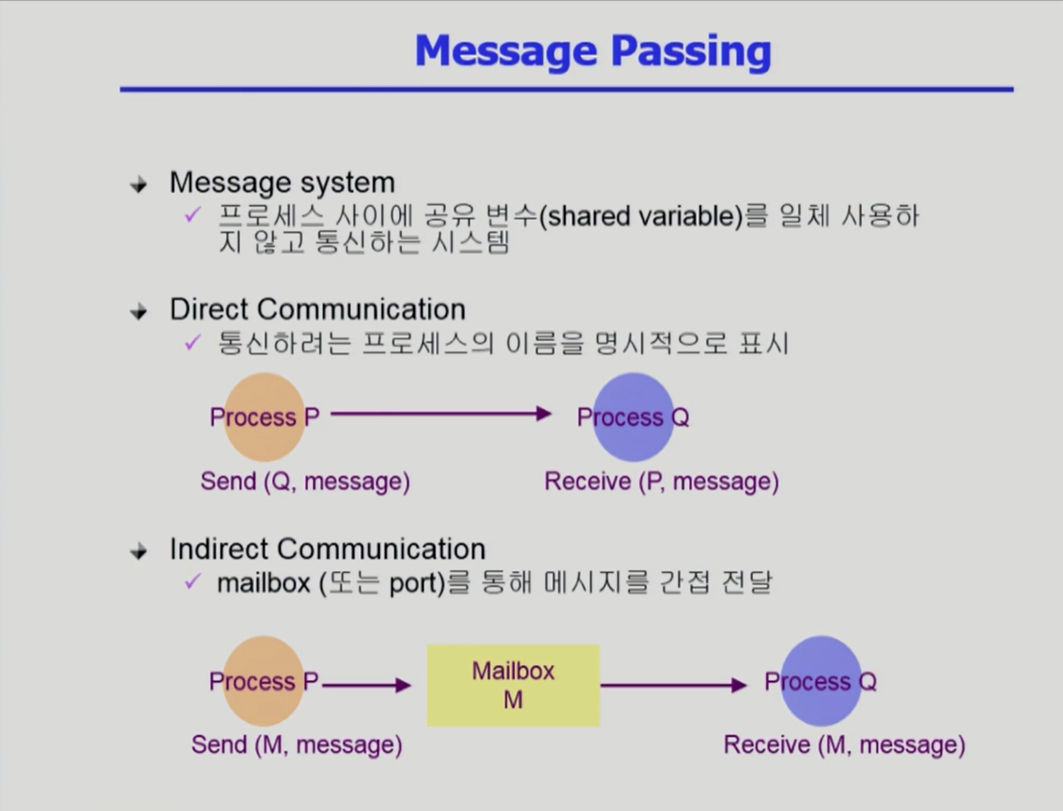 Message Passing
Message system
✓ 프로세스 사이에 공유 변수(shared variable)를 일체 사용하
지 않고 통신하는 시스템
Direct Communication
✓ 통신하려는 프로세스의 이름을 명시적으로 표시
Process P Process Q
Send (Q, message) Receive (P, message)
Indirect Communication
✓ mailbox (또는 port)를 통해 메시지를 간접 전달
Process P Mailbox Process Q
M
Send (M, message) Receive (M, message)